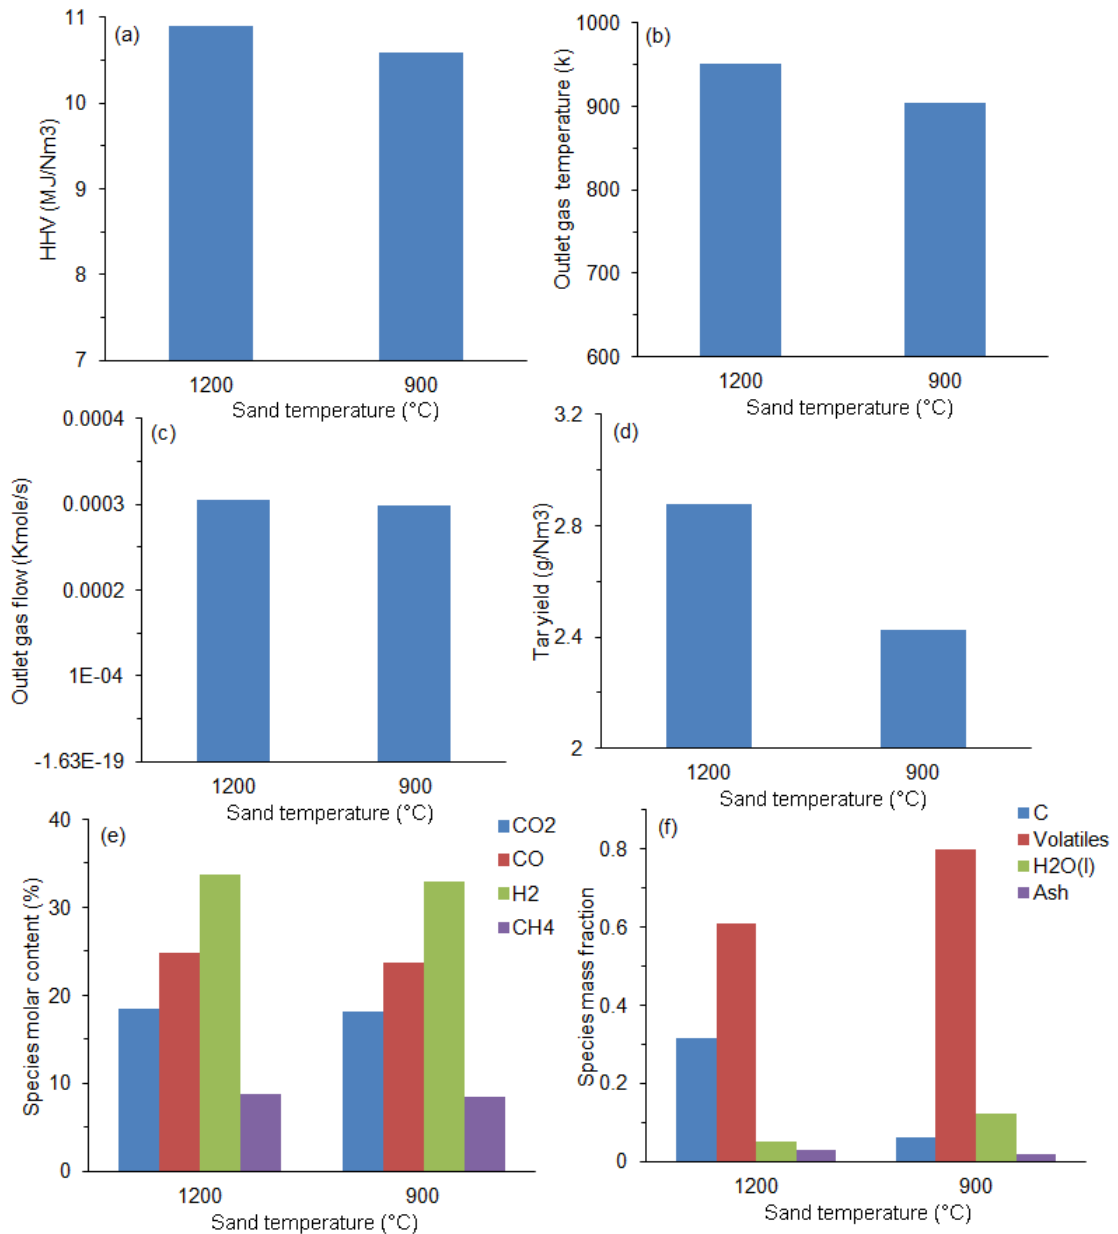 (a)
HHV (MJ/Nm3)
11
10
9
8
7
1200
900
Sand temperature (°C)
(b)
Outlet gas temperature (k)
1000
900
800
700
600
1200
900
Sand temperature (°C)
(c)
Outlet gas flow (Kmole/s)
0.0004
0.0003
0.0002
1E-04
-1.63E-19
1200
900
Sand temperature (°C)
(d)
Tar yield (g/Nm3)
3.2
2.8
2.4
2
1200
900
Sand temperature (°C)
(e)
Species molar content (%)
40
30
20
10
0
1200
900
Sand temperature (°C)
CO2
CO
H2
CH4
(f)
Species mass fraction
0.8
0.6
0.4
0.2
0
1200
900
Sand temperature (°C)
C
Volatiles
H2O(l)
Ash